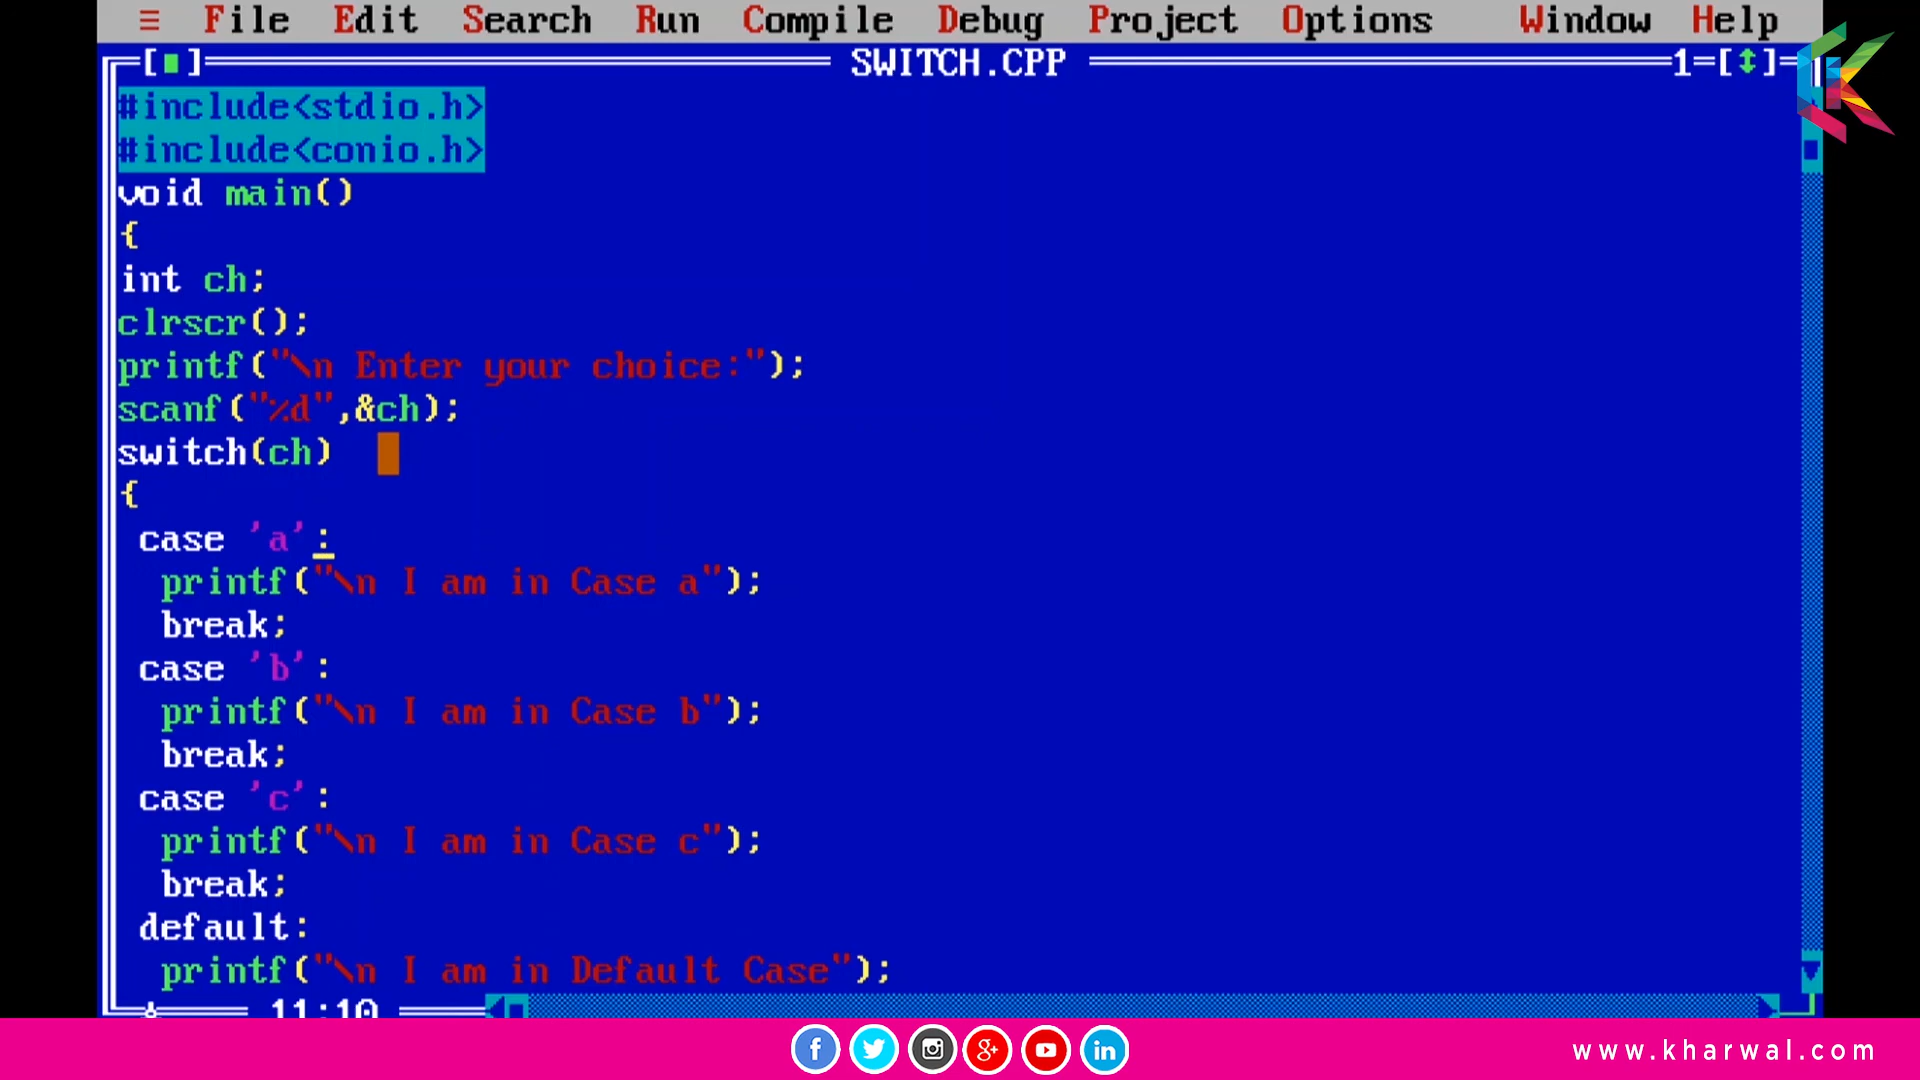 ≡ File Edit Search Run Compile Debug Project Options Window Help
[■] SWITCH.CPP 1=[↕]
#include<stdio.h>
#include<conio.h>
void main()
{
int ch;
clrscr();
printf("\n Enter your choice:");
scanf("%d",&ch);
switch(ch)
{
case 'a':
printf("\n I am in Case a");
break;
case 'b':
printf("\n I am in Case b");
break;
case 'c':
printf("\n I am in Case c");
break;
default:
printf("\n I am in Default Case");
11:10
www.kharwal.com